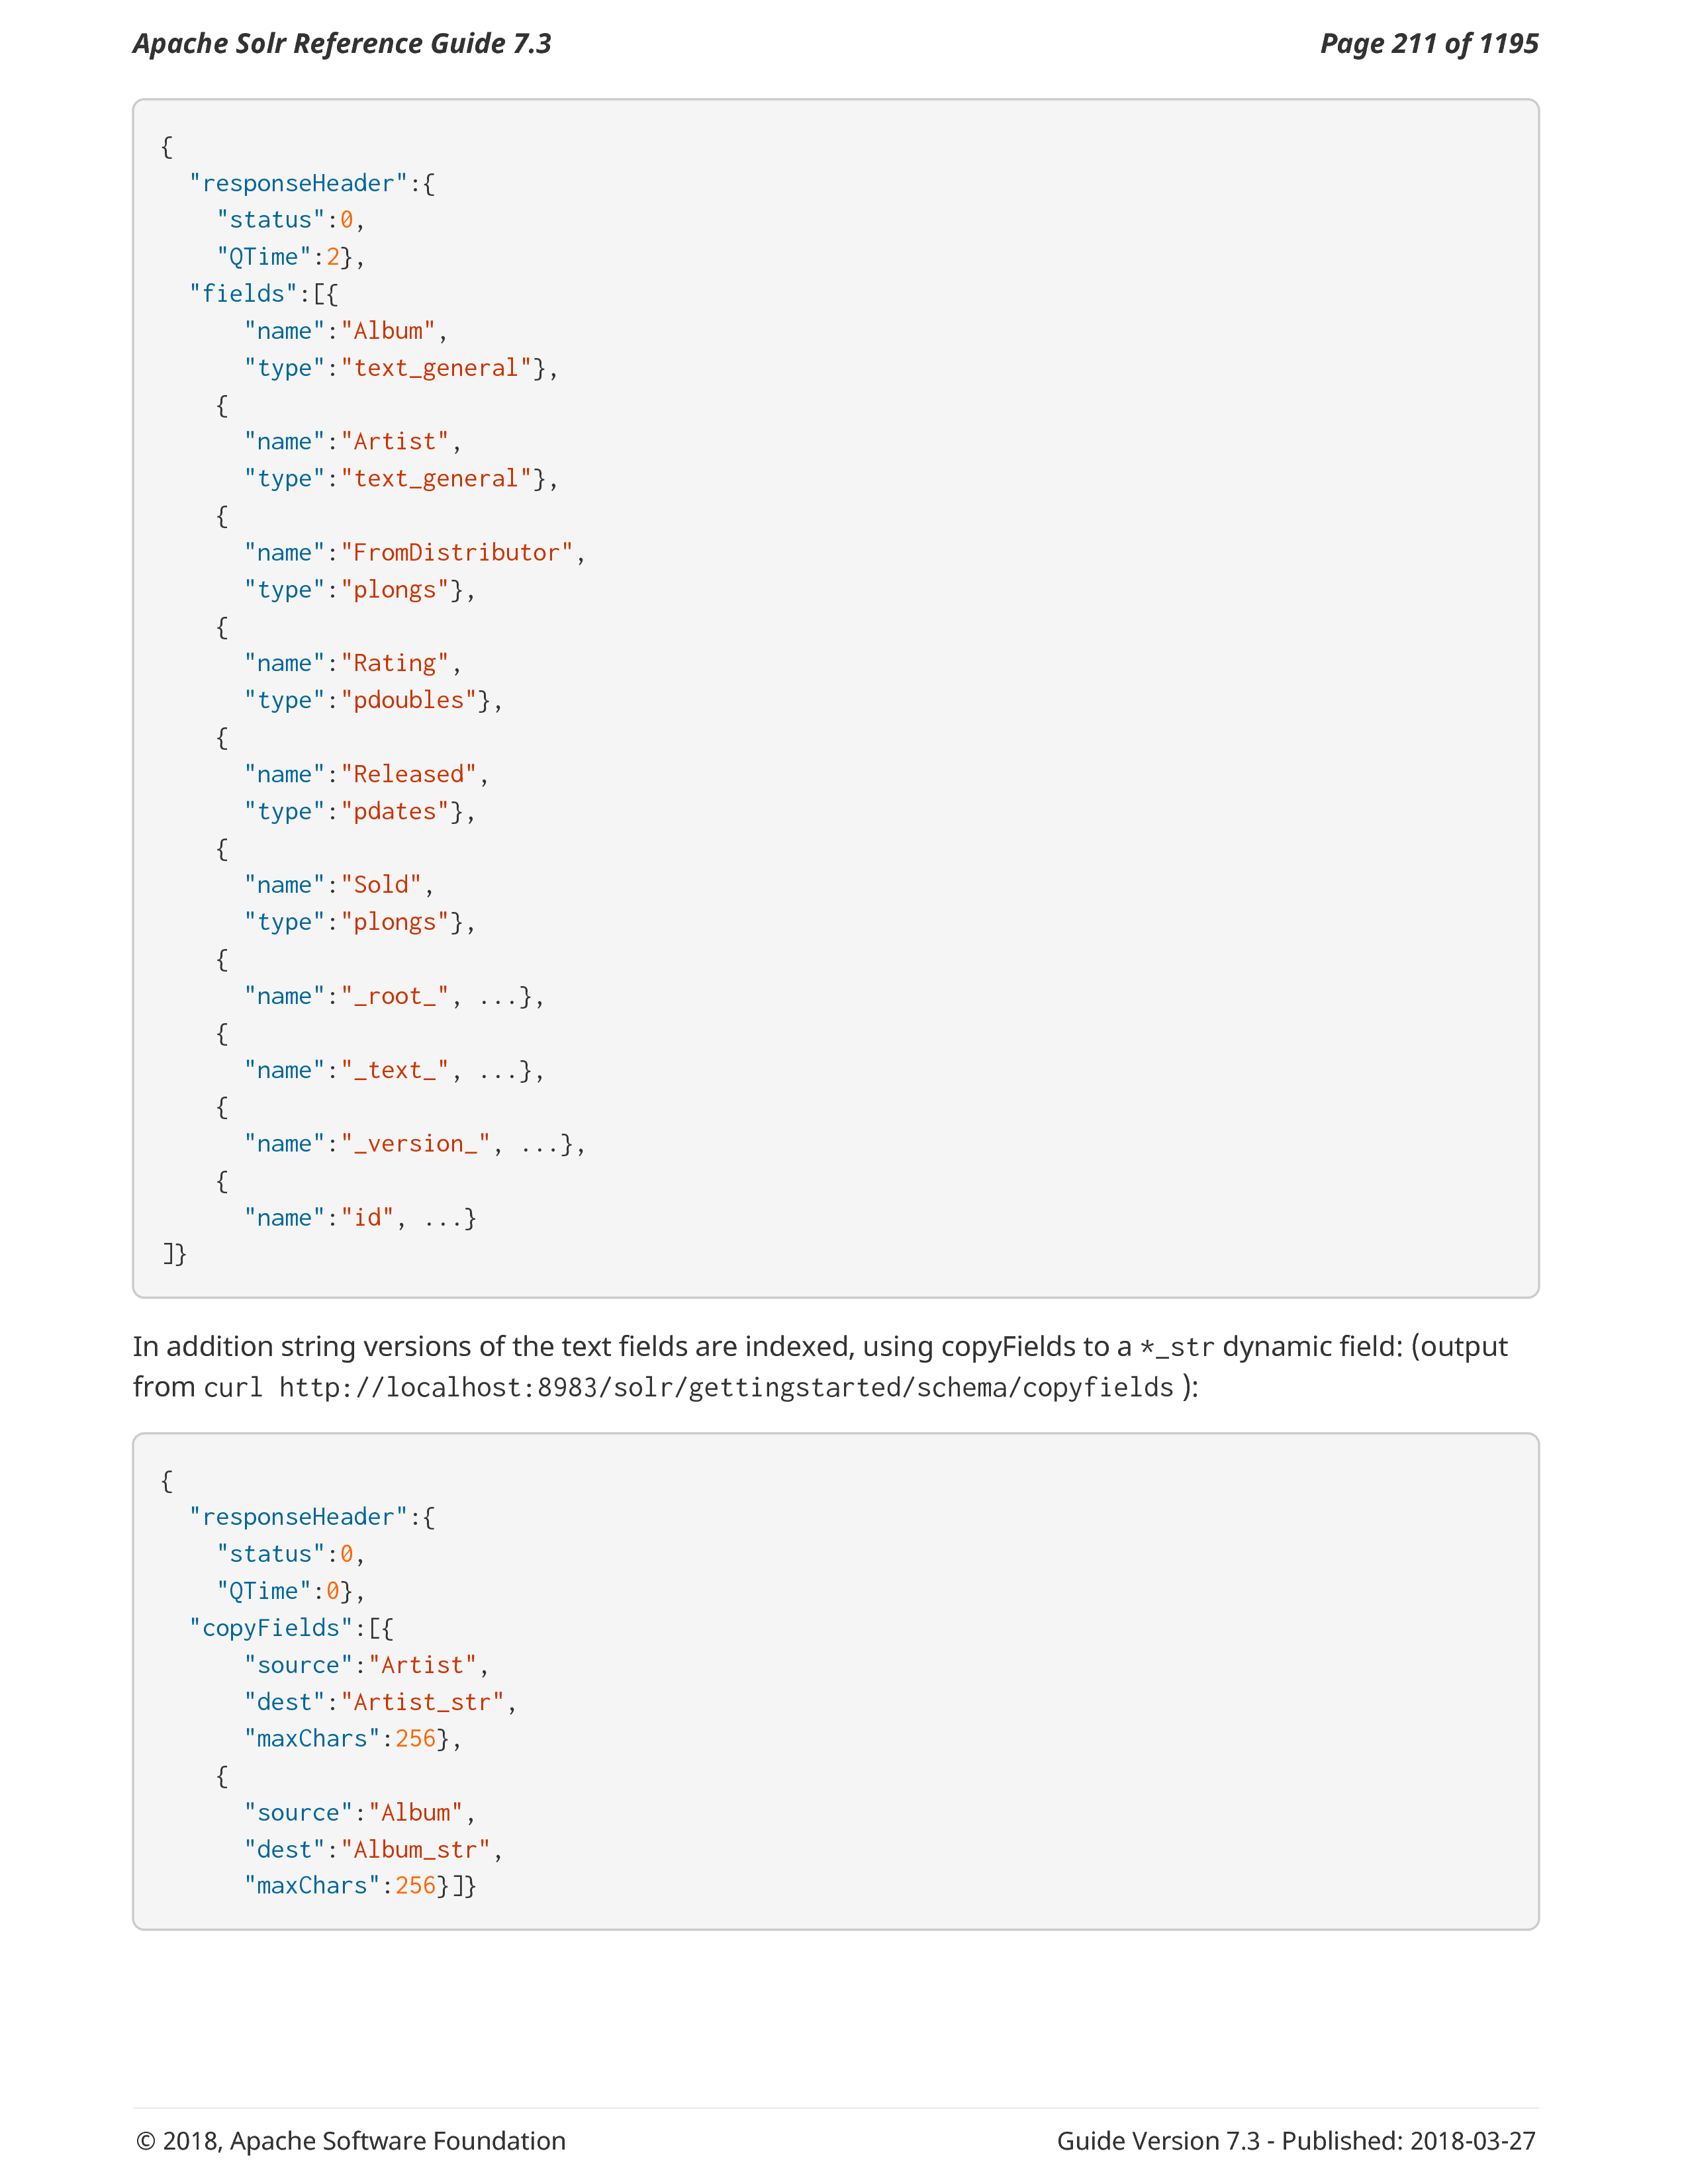 Apache Solr Reference Guide 7.3 Page 211 of 1195
{
  "responseHeader":{
    "status":0,
    "QTime":2},
  "fields":[{
      "name":"Album",
      "type":"text_general"},
    {
      "name":"Artist",
      "type":"text_general"},
    {
      "name":"FromDistributor",
      "type":"plongs"},
    {
      "name":"Rating",
      "type":"pdoubles"},
    {
      "name":"Released",
      "type":"pdates"},
    {
      "name":"Sold",
      "type":"plongs"},
    {
      "name":"_root_", ...},
    {
      "name":"_text_", ...},
    {
      "name":"_version_", ...},
    {
      "name":"id", ...}
]}
In addition string versions of the text fields are indexed, using copyFields to a *_str dynamic field: (output
from curl http://localhost:8983/solr/gettingstarted/schema/copyfields ):
{
  "responseHeader":{
    "status":0,
    "QTime":0},
  "copyFields":[{
      "source":"Artist",
      "dest":"Artist_str",
      "maxChars":256},
    {
      "source":"Album",
      "dest":"Album_str",
      "maxChars":256}]}
© 2018, Apache Software Foundation Guide Version 7.3 - Published: 2018-03-27